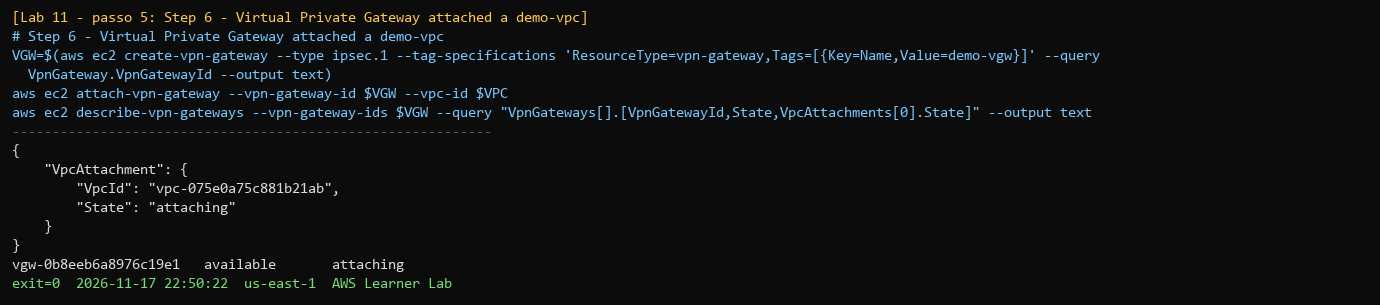 [Lab 11 - passo 5: Step 6 - Virtual Private Gateway attached a demo-vpc]
# Step 6 - Virtual Private Gateway attached a demo-vpc
VGW=$(aws ec2 create-vpn-gateway --type ipsec.1 --tag-specifications 'ResourceType=vpn-gateway,Tags=[{Key=Name,Value=demo-vgw}]' --query
  VpnGateway.VpnGatewayId --output text)
aws ec2 attach-vpn-gateway --vpn-gateway-id $VGW --vpc-id $VPC
aws ec2 describe-vpn-gateways --vpn-gateway-ids $VGW --query "VpnGateways[].[VpnGatewayId,State,VpcAttachments[0].State]" --output text
------------------------------------------------------------
{
    "VpcAttachment": {
        "VpcId": "vpc-075e0a75c881b21ab",
        "State": "attaching"
    }
}
vgw-0b8eeb6a8976c19e1   available       attaching
exit=0  2026-11-17 22:50:22  us-east-1  AWS Learner Lab